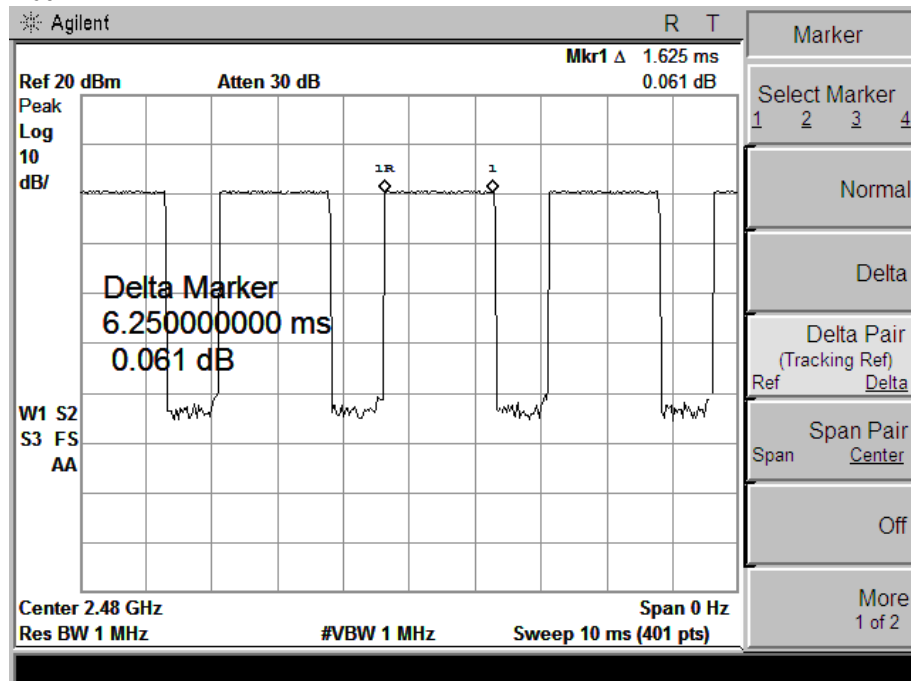 Agilent
R T
Mkr1 Δ 1.625 ms
Ref 20 dBm Atten 30 dB 0.061 dB
Peak
Log
10
dB/
1R 1
Delta Marker
6.250000000 ms
0.061 dB
W1 S2
S3 FS
AA
Center 2.48 GHz Span 0 Hz
Res BW 1 MHz #VBW 1 MHz Sweep 10 ms (401 pts)
Marker
Select Marker
1 2 3 4
Normal
Delta
Delta Pair
(Tracking Ref)
Ref Delta
Span Pair
Span Center
Off
More
1 of 2